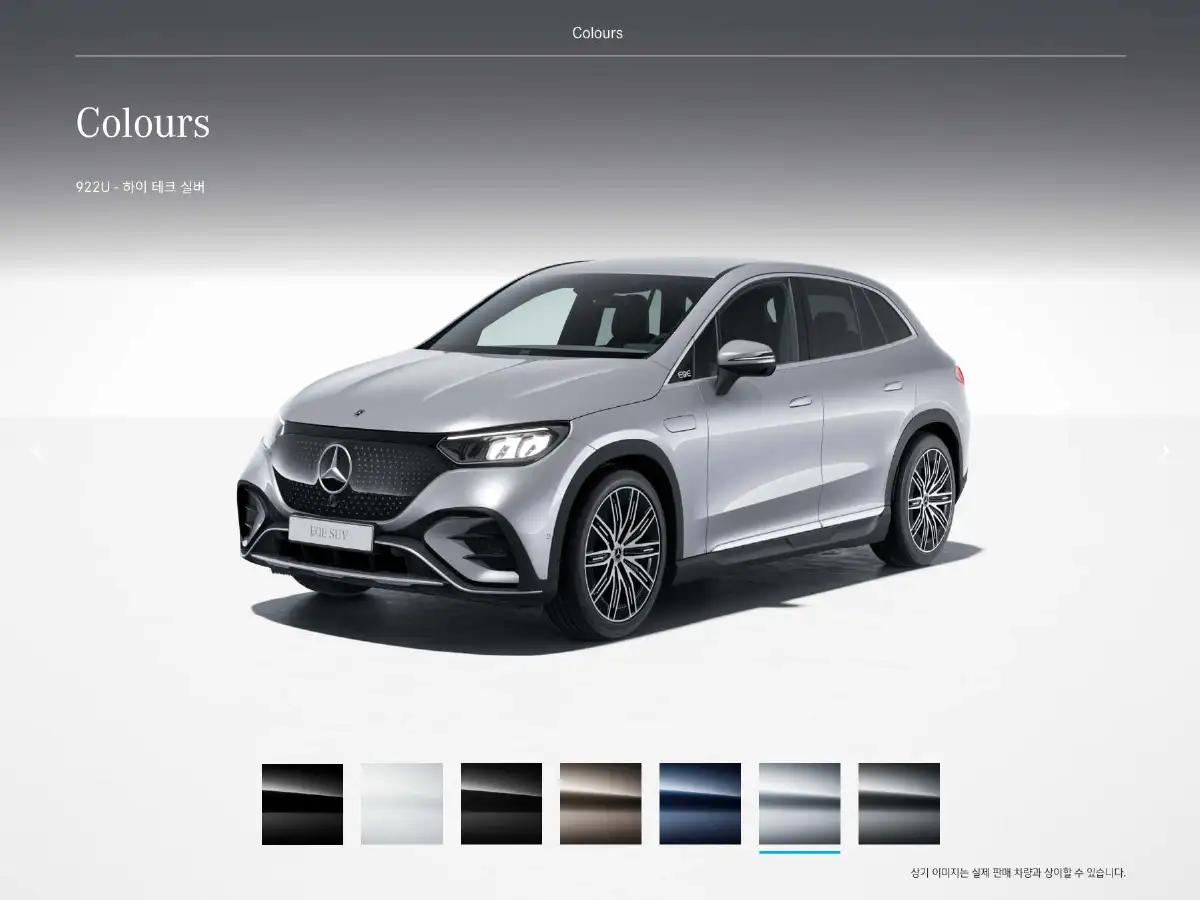 Colours
Colours
922U - 하이 테크 실버
EQE
EQE SUV
상기 이미지는 실제 판매 차량과 상이할 수 있습니다.